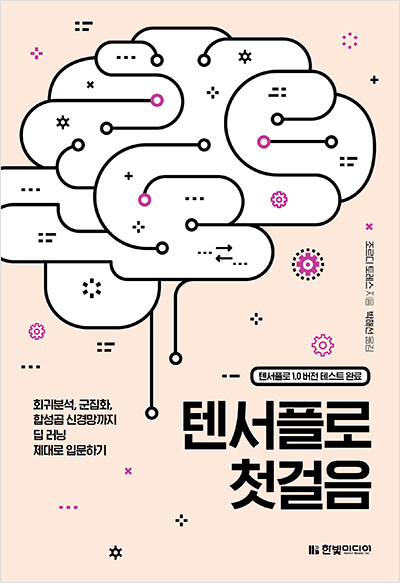 조르디 토레스 지음 박해선 옮김
텐서플로 1.0 버전 테스트 완료
텐서플로
첫걸음
회귀분석, 군집화,
합성곱 신경망까지
딥 러닝
제대로 입문하기
한빛미디어